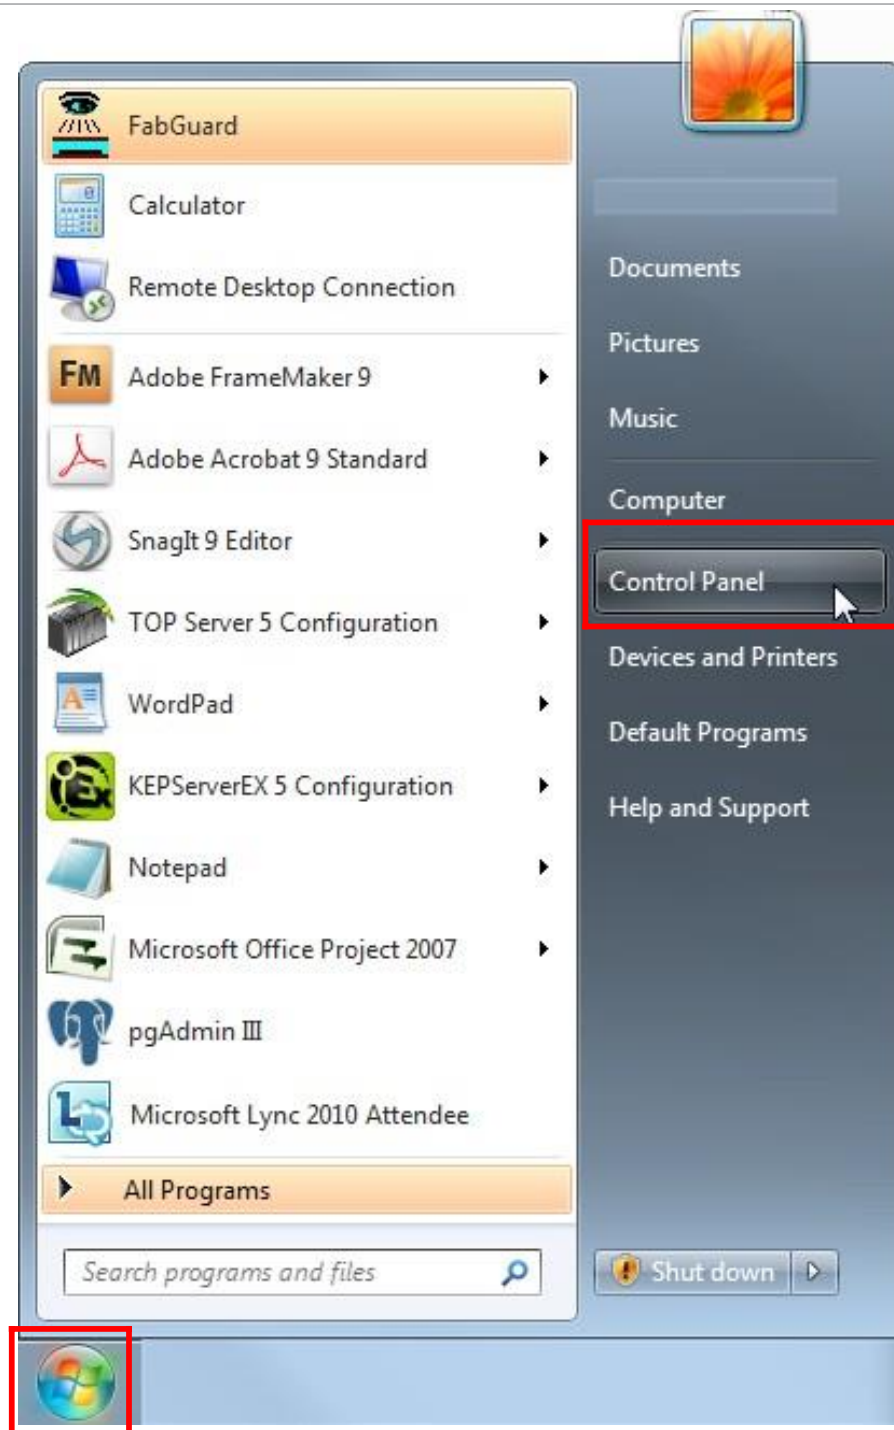 FabGuard
Calculator
Remote Desktop Connection
FM
Adobe FrameMaker 9
Adobe Acrobat 9 Standard
SnagIt 9 Editor
TOP Server 5 Configuration
WordPad
KEPServerEX 5 Configuration
Notepad
Microsoft Office Project 2007
pgAdmin III
Microsoft Lync 2010 Attendee
All Programs
Search programs and files
Documents
Pictures
Music
Computer
Control Panel
Devices and Printers
Default Programs
Help and Support
Shut down